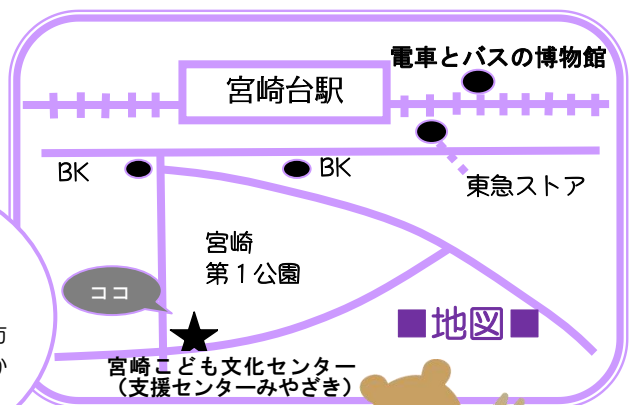 電車とバスの博物館
宮崎台駅
BK
BK
東急ストア
宮崎
第1公園
ココ
■地図■
宮崎こども文化センター
（支援センターみやざき）
か